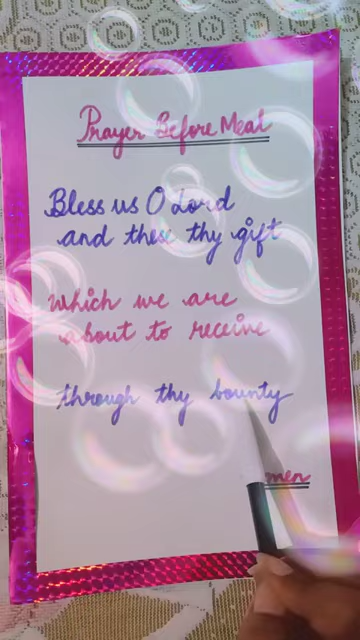 Prayer Before Meal
Bless us O Lord
and these thy gift
which we are
about to receive
through thy bounty
men